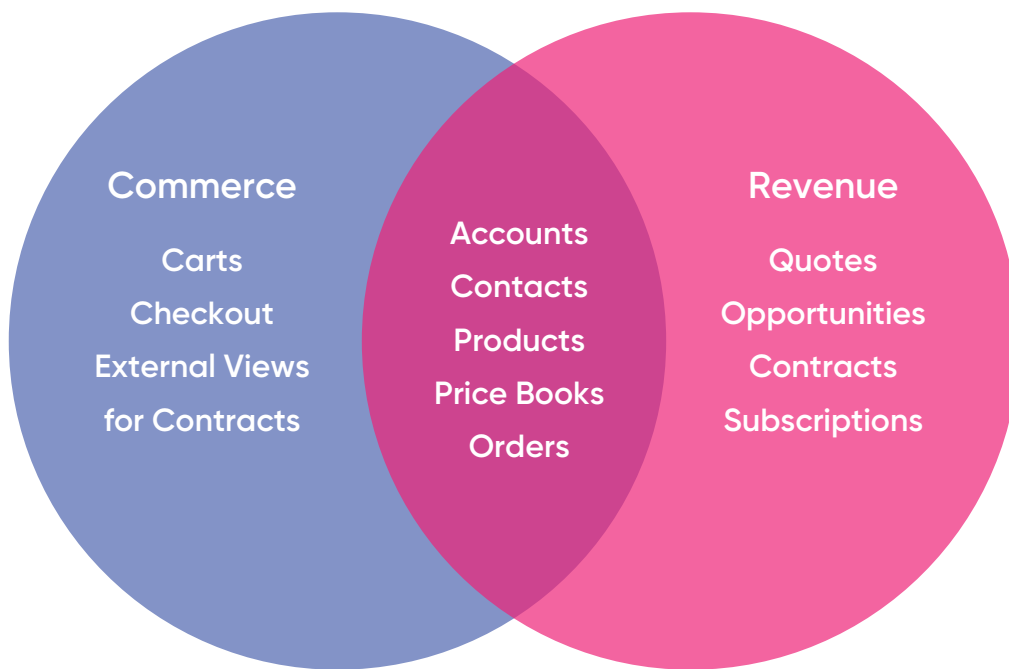 Commerce
Carts
Checkout
External Views
for Contracts
Accounts
Contacts
Products
Price Books
Orders
Revenue
Quotes
Opportunities
Contracts
Subscriptions